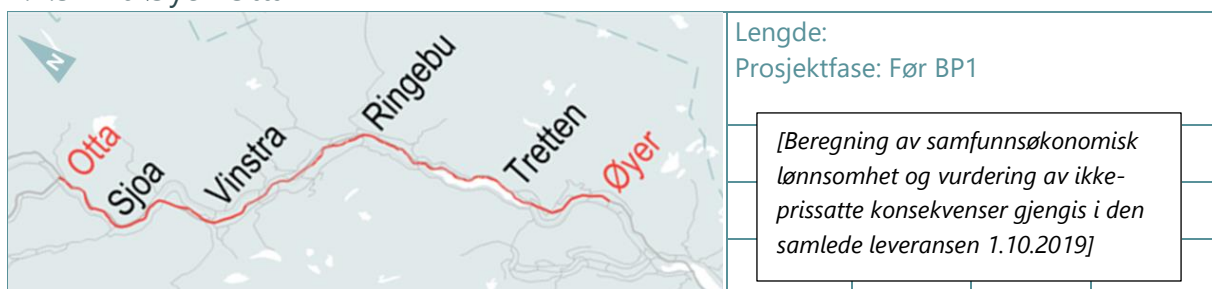 N
Otta
Sjoa
Vinstra
Ringebu
Tretten
Øyer
Lengde:
Prosjektfase: Før BP1
[Beregning av samfunnsøkonomisk
lønnsomhet og vurdering av ikke-
prissatte konsekvenser gjengis i den
samlede leveransen 1.10.2019]